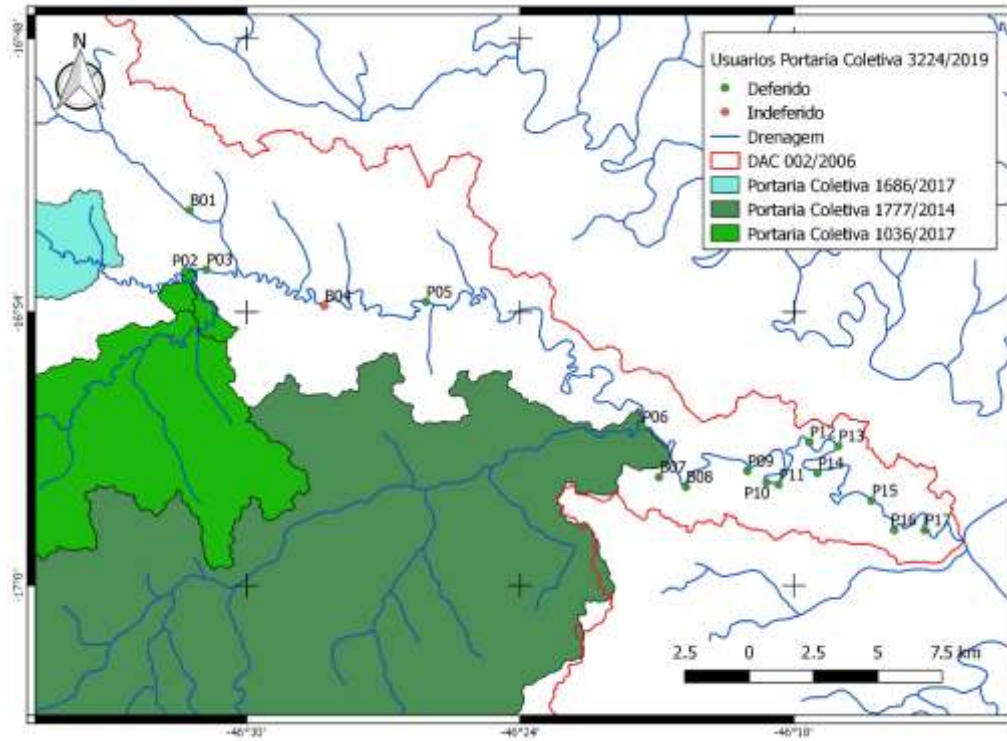 -16°48'
N
Usuarios Portaria Coletiva 3224/2019
Deferido
Indeferido
Drenagem
DAC 002/2006
Portaria Coletiva 1686/2017
Portaria Coletiva 1777/2014
Portaria Coletiva 1036/2017
B01
P02 P03
B04 P05
-16°54'
P06
P12 P13
B07 B08 P09 P10 P11 P14
P15
P16 P17
-17°0'
2.5 0 2.5 5 7.5 km
-46°30' -46°24' -46°18'